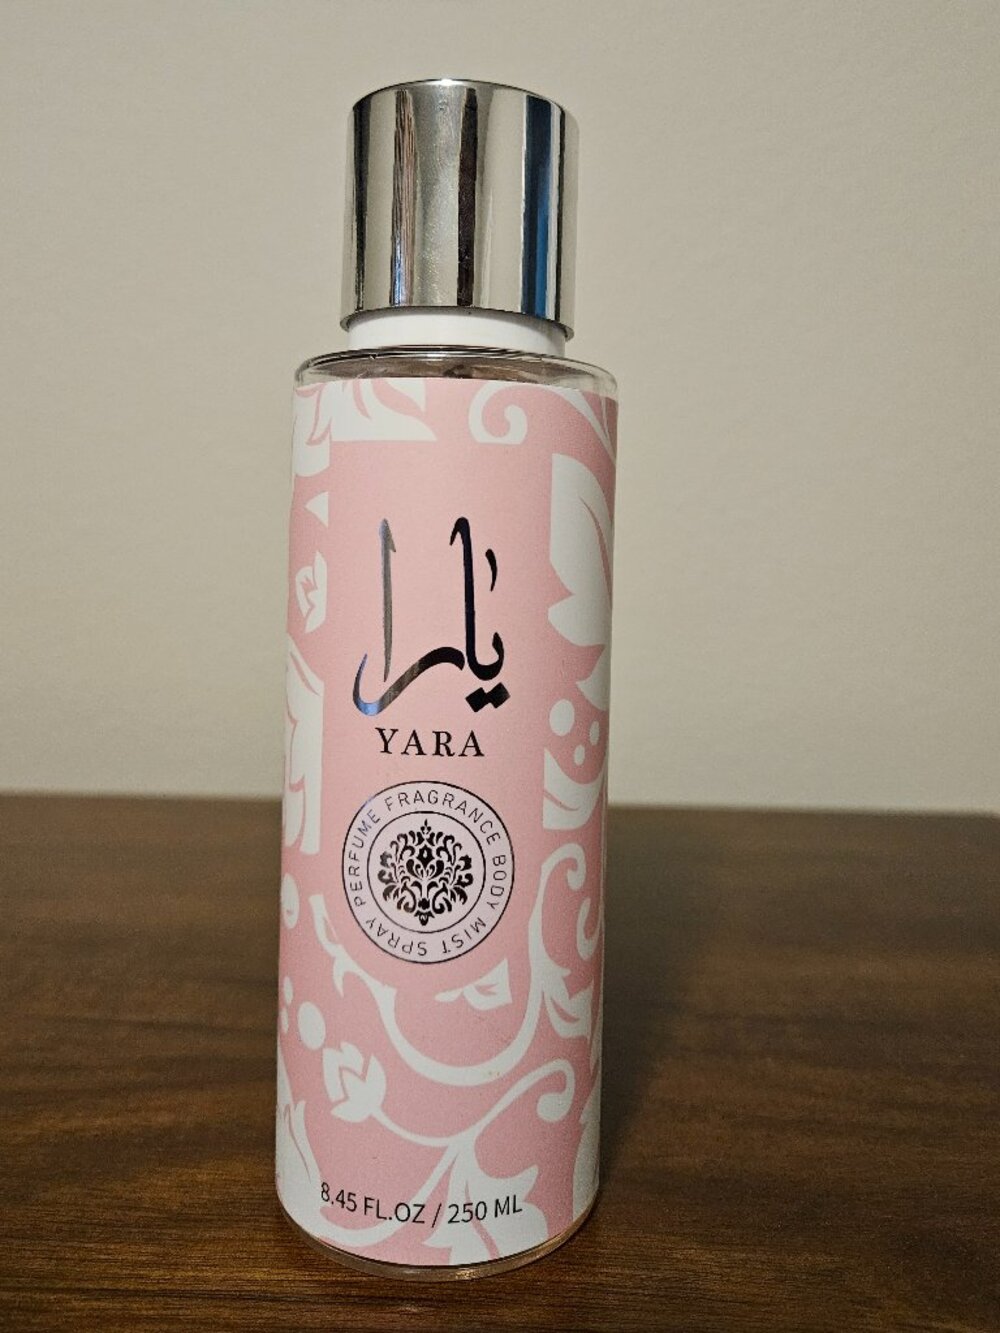 يارا
YARA
PERFUME FRAGRANCE BODY MIST SPRAY
8.45 FL.OZ / 250 ML